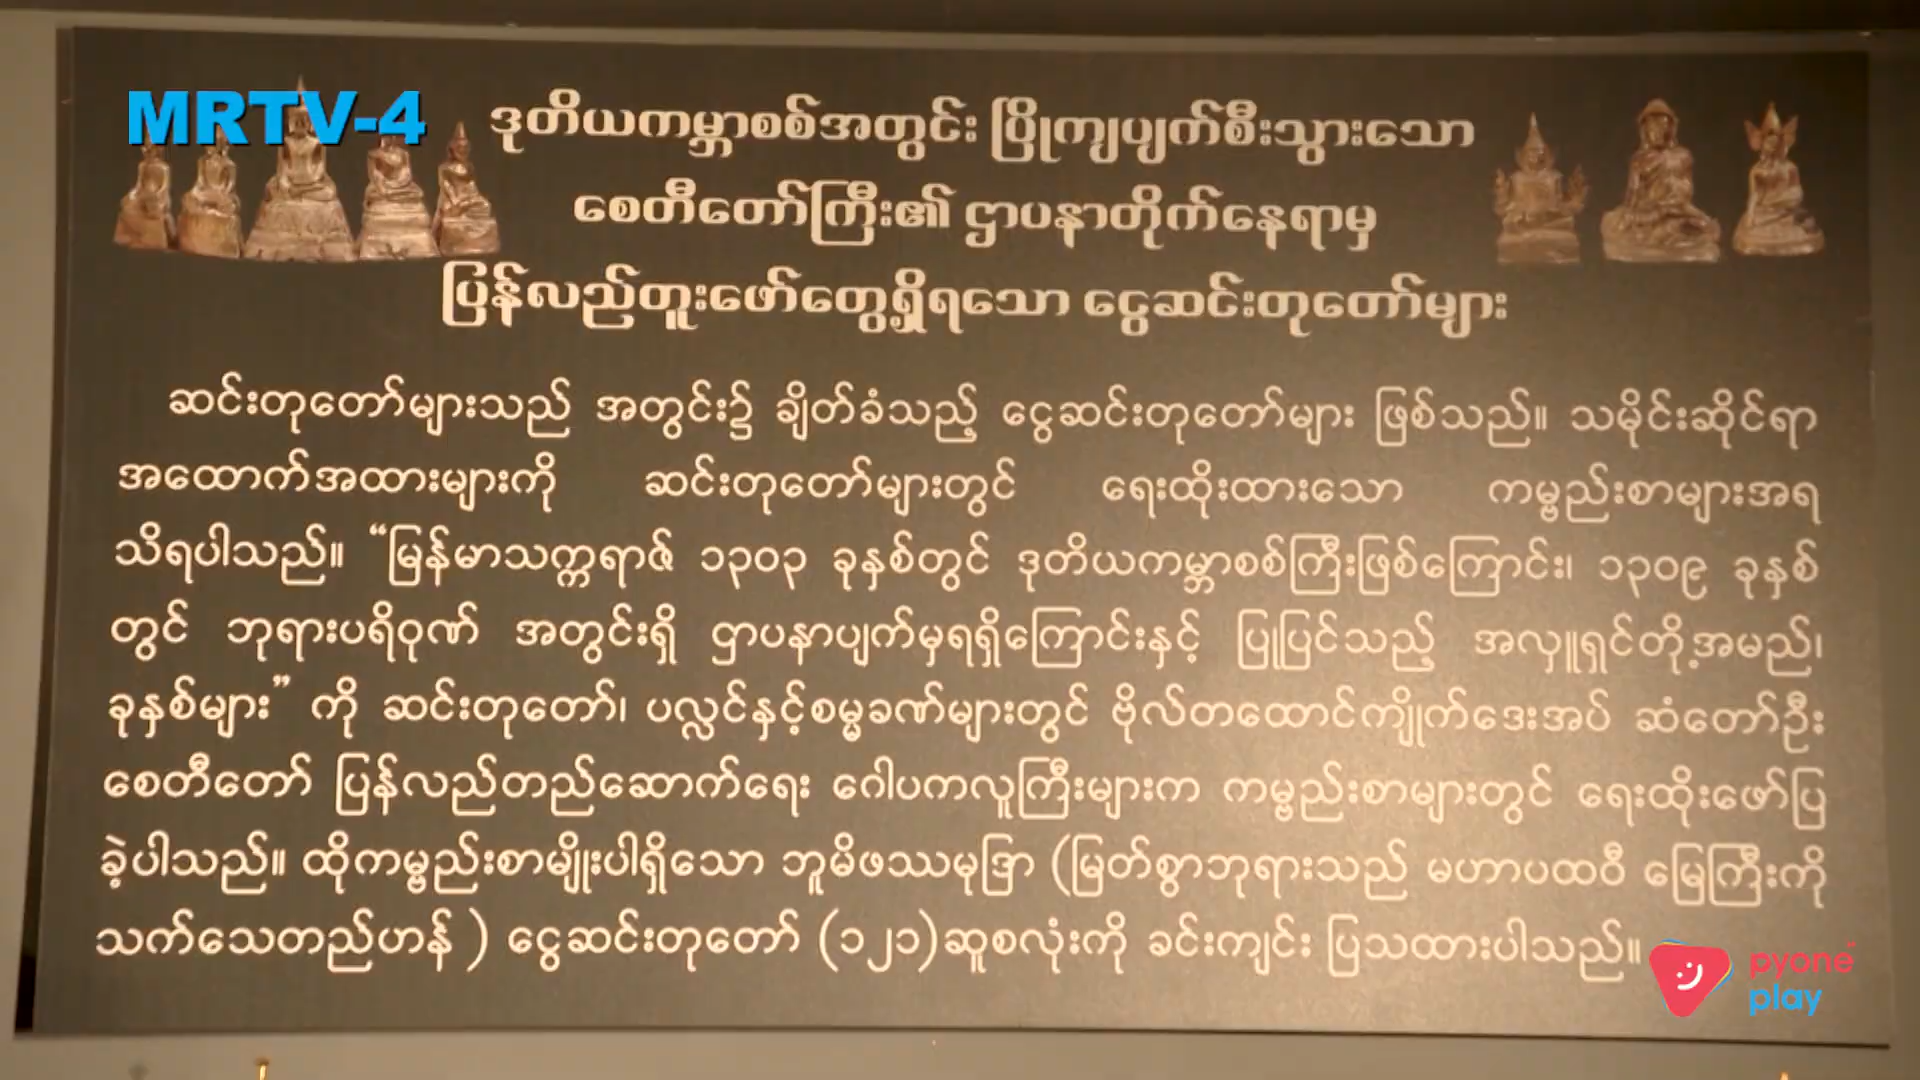 MRTV-4
ဒုတိယကမ္ဘာစစ်အတွင်း ပြိုကျပျက်စီးသွားသော
စေတီတော်ကြီး၏ ဌာပနာတိုက်နေရာမှ
ပြန်လည်တူးဖော်တွေ့ရှိရသော ငွေဆင်းတုတော်များ
ဆင်းတုတော်များသည် အတွင်း၌ ချိတ်ခံသည့် ငွေဆင်းတုတော်များ ဖြစ်သည်။ သမိုင်းဆိုင်ရာ
အထောက်အထားများကို ဆင်းတုတော်များတွင် ရေးထိုးထားသော ကမ္ဗည်းစာများအရ
သိရပါသည်။ “မြန်မာသက္ကရာဇ် ၁၃၀၃ ခုနှစ်တွင် ဒုတိယကမ္ဘာစစ်ကြီးဖြစ်ကြောင်း၊ ၁၃၀၉ ခုနှစ်
တွင် ဘုရားပရိဝုဏ် အတွင်းရှိ ဌာပနာပျက်မှရရှိကြောင်းနှင့် ပြုပြင်သည့် အလှူရှင်တို့အမည်၊
ခုနှစ်များ” ကို ဆင်းတုတော်၊ ပလ္လင်နှင့်စမ္မခဏ်များတွင် ဗိုလ်တထောင်ကျိုက်ဒေးအပ် ဆံတော်ဦး
စေတီတော် ပြန်လည်တည်ဆောက်ရေး ဂေါပကလူကြီးများက ကမ္ဗည်းစာများတွင် ရေးထိုးဖော်ပြ
ခဲ့ပါသည်။ ထိုကမ္ဗည်းစာမျိုးပါရှိသော ဘူမိဖဿမုဒြာ (မြတ်စွာဘုရားသည် မဟာပထဝီ မြေကြီးကို
သက်သေတည်ဟန် ) ငွေဆင်းတုတော် (၁၂၁)ဆူစလုံးကို ခင်းကျင်း ပြသထားပါသည်။
pyone
play